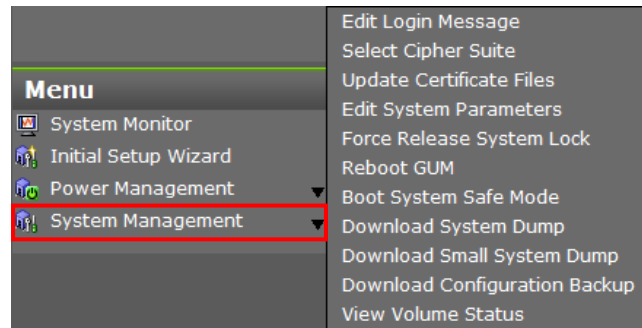 Menu
System Monitor
Initial Setup Wizard
Power Management
System Management
Edit Login Message
Select Cipher Suite
Update Certificate Files
Edit System Parameters
Force Release System Lock
Reboot GUM
Boot System Safe Mode
Download System Dump
Download Small System Dump
Download Configuration Backup
View Volume Status